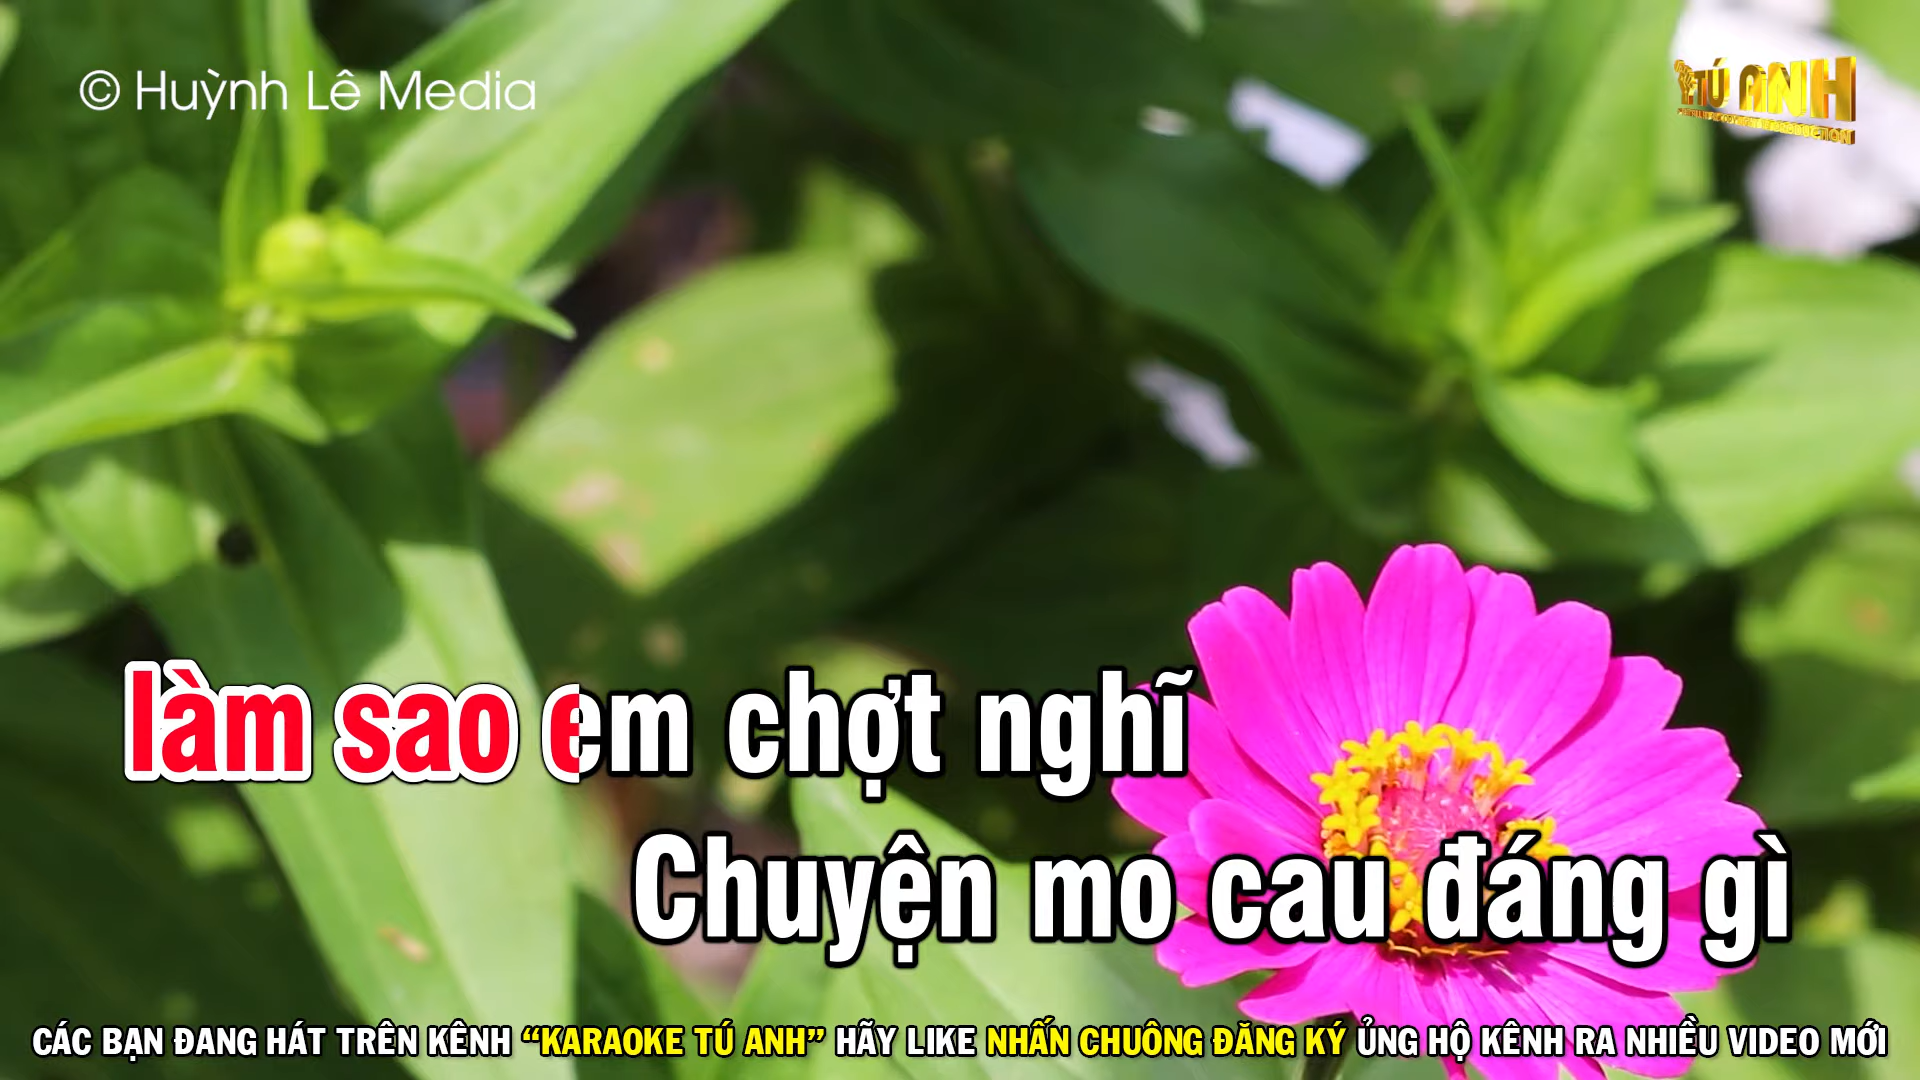 © Huỳnh Lê Media
TÚ ANH
làm sao em chợt nghĩ
Chuyện mo cau đáng gì
CÁC BẠN ĐANG HÁT TRÊN KÊNH “KARAOKE TÚ ANH” HÃY LIKE NHẤN CHUÔNG ĐĂNG KÝ ỦNG HỘ KÊNH RA NHIỀU VIDEO MỚI